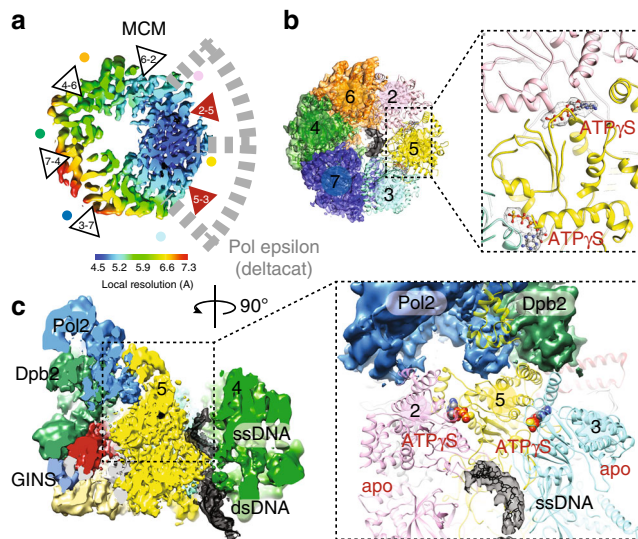 a
MCM
6-2
4-6
2-5
7-4
5-3
3-7
Pol epsilon
(deltacat)
4.5 5.2 5.9 6.6 7.3
Local resolution (A)
90°
b
6
2
4
5
7
3
ATPγS
ATPγS
c
Pol2
Dpb2
5
4
ssDNA
GINS
dsDNA
Pol2
Dpb2
2
5
3
ATPγS
ATPγS
apo
apo
ssDNA